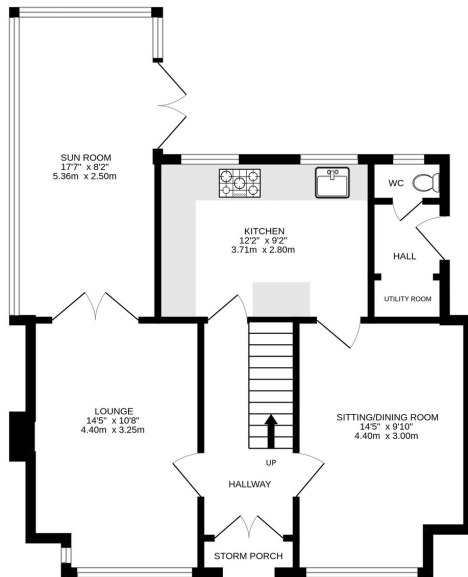 SUN ROOM
17'7" x 8'2"
5.36m x 2.50m
WC
KITCHEN
12'2" x 9'2"
3.71m x 2.80m
HALL
UTILITY ROOM
LOUNGE
14'5" x 10'8"
4.40m x 3.25m
SITTING/DINING ROOM
14'5" x 9'10"
4.40m x 3.00m
UP
HALLWAY
STORM PORCH